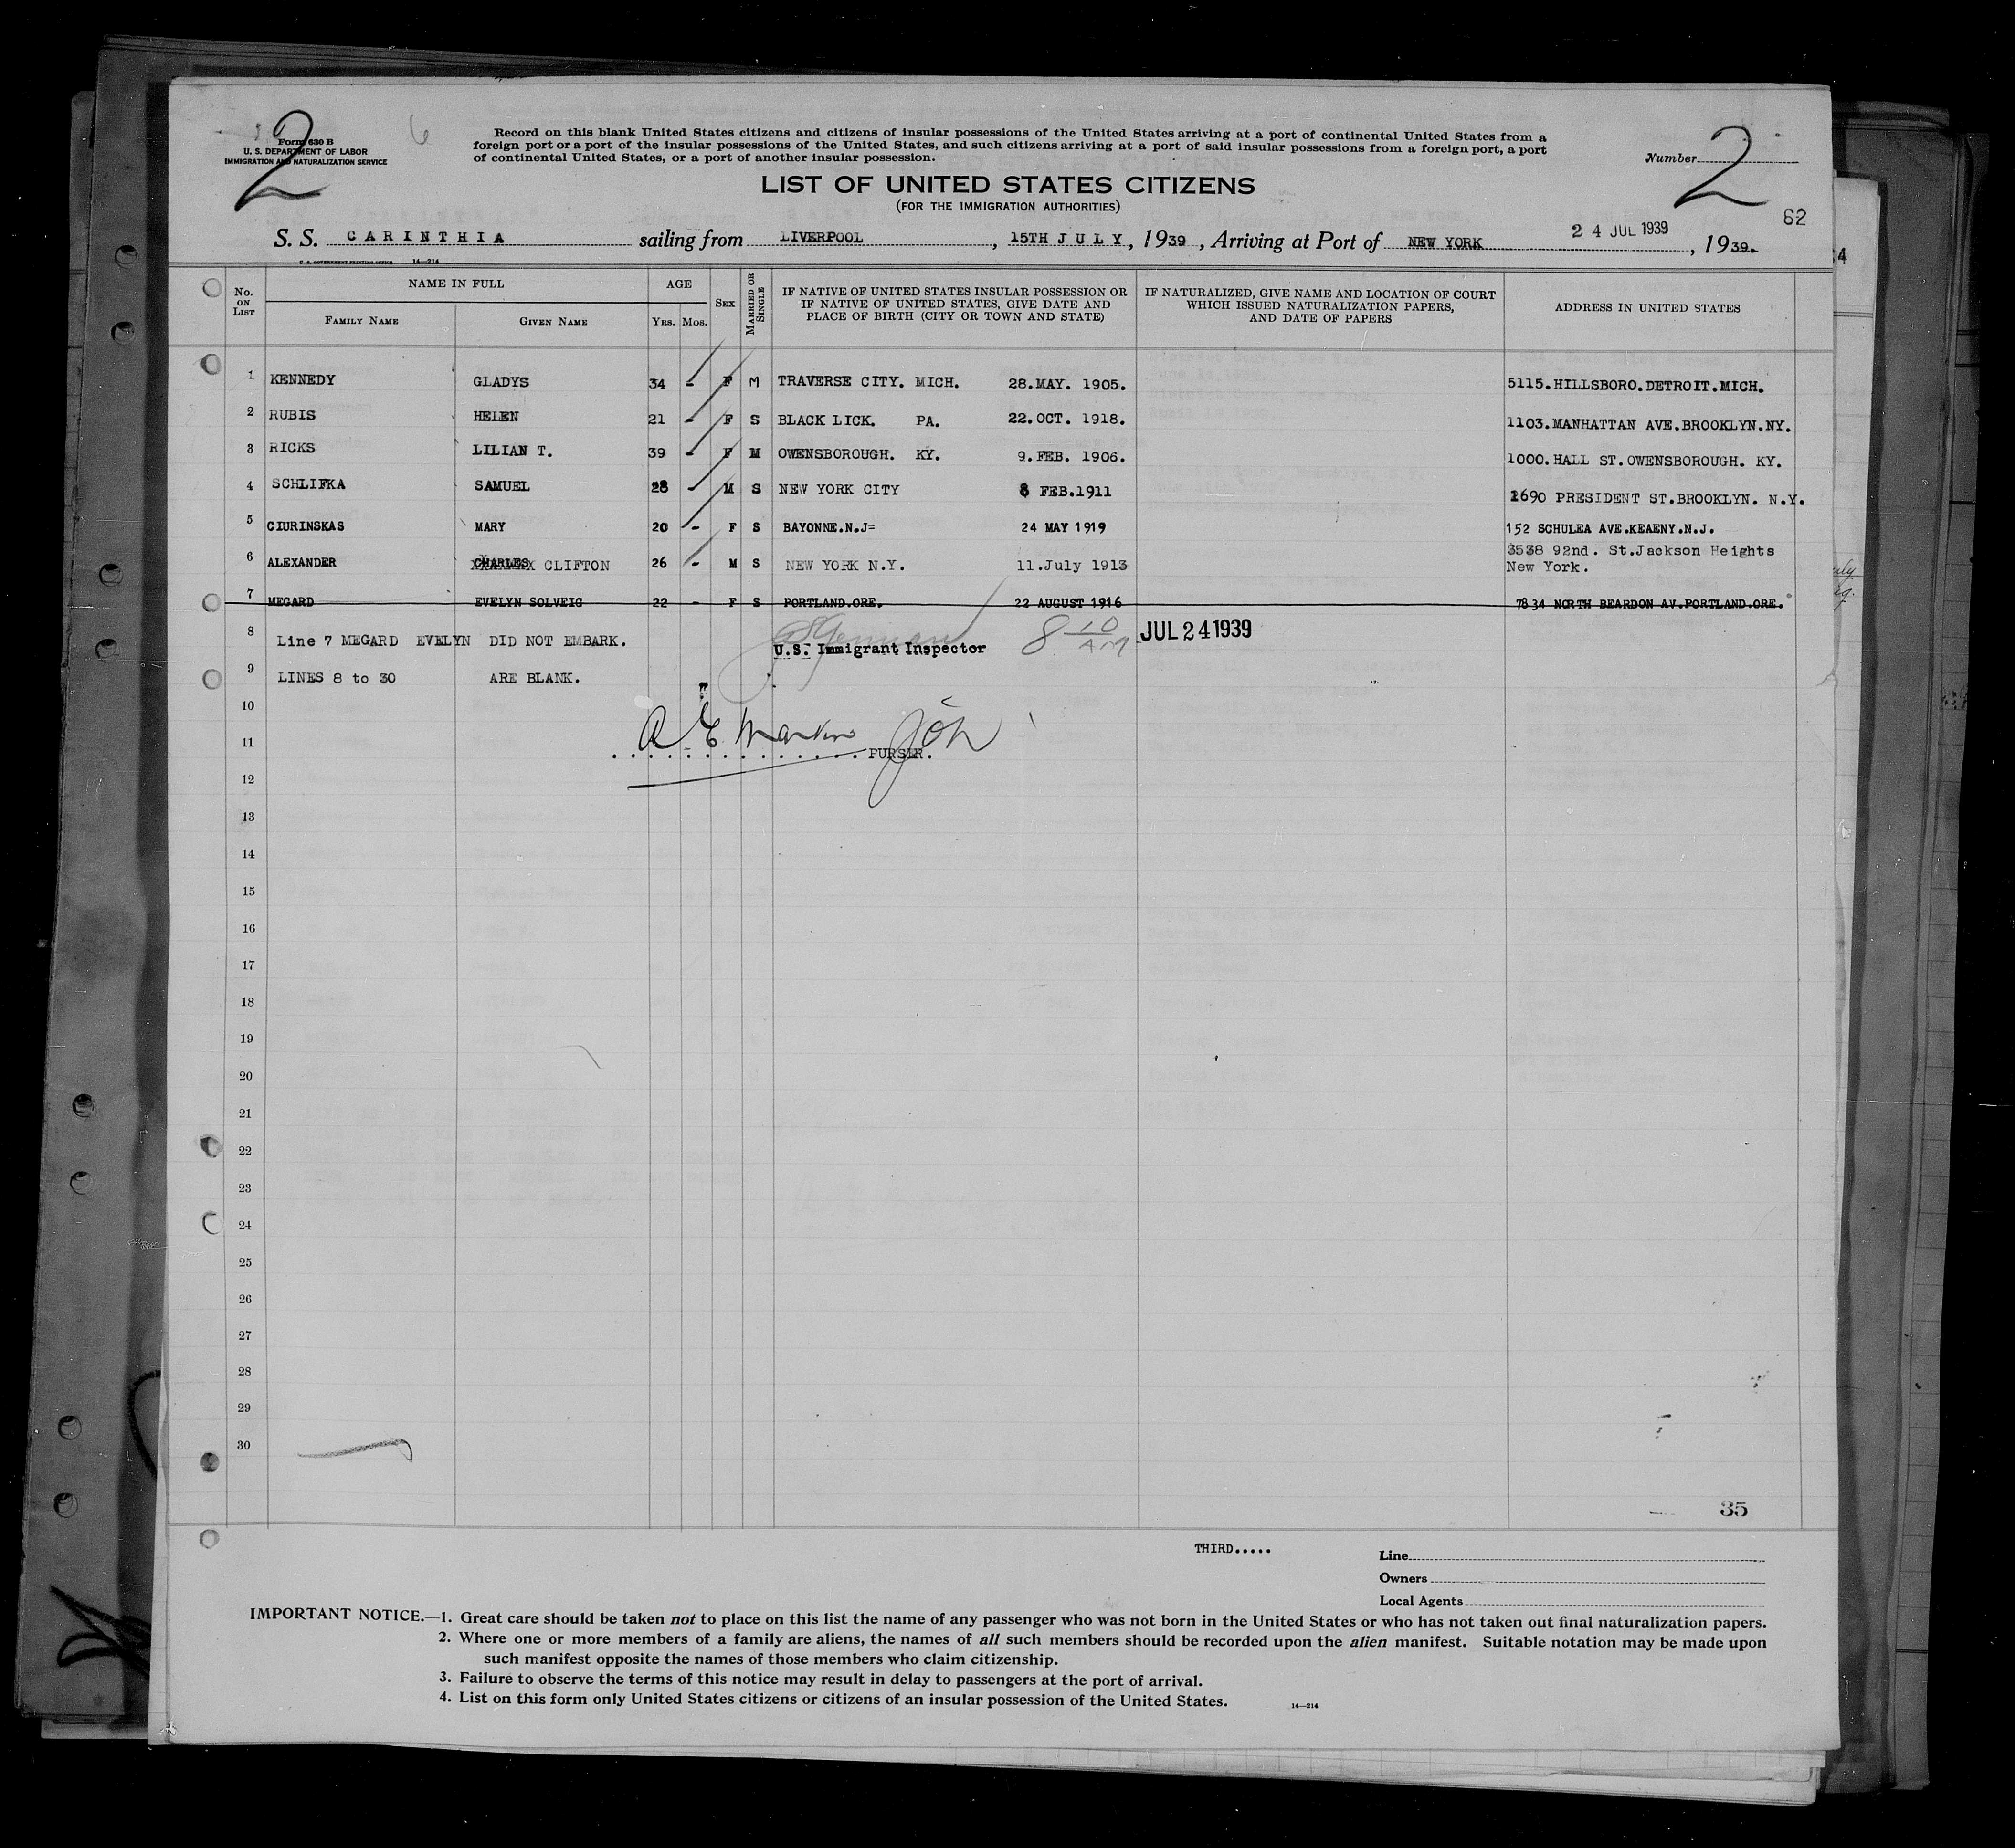 2
6
Form 630 B
U. S. DEPARTMENT OF LABOR
IMMIGRATION AND NATURALIZATION SERVICE
Record on this blank United States citizens and citizens of insular possessions of the United States arriving at a port of continental United States from a
foreign port or a port of the insular possessions of the United States, and such citizens arriving at a port of said insular possessions from a foreign port, a port
of continental United States, or a port of another insular possession.
Number 2
LIST OF UNITED STATES CITIZENS
(FOR THE IMMIGRATION AUTHORITIES)
62
S. S. CARINTHIA sailing from LIVERPOOL, 15TH JULY, 1939, Arriving at Port of NEW YORK 24 JUL 1939, 1939.
U. S. GOVERNMENT PRINTING OFFICE 14—214
No. ON LIST
NAME IN FULL
FAMILY NAME GIVEN NAME
AGE
YRS. MOS.
SEX
MARRIED OR SINGLE
IF NATIVE OF UNITED STATES INSULAR POSSESSION OR
IF NATIVE OF UNITED STATES, GIVE DATE AND
PLACE OF BIRTH (CITY OR TOWN AND STATE)
IF NATURALIZED, GIVE NAME AND LOCATION OF COURT
WHICH ISSUED NATURALIZATION PAPERS,
AND DATE OF PAPERS
ADDRESS IN UNITED STATES
1 KENNEDY GLADYS 34 - F M TRAVERSE CITY. MICH. 28.MAY. 1905. 5115.HILLSBORO.DETROIT.MICH.
2 RUBIS HELEN 21 - F S BLACK LICK. PA. 22.OCT. 1918. 1103.MANHATTAN AVE.BROOKLYN.NY.
3 RICKS LILIAN T. 39 - F M OWENSBOROUGH. KY. 9.FEB. 1906. 1000.HALL ST.OWENSBOROUGH. KY.
4 SCHLIFKA SAMUEL 28 - M S NEW YORK CITY 8 FEB.1911 1690 PRESIDENT ST.BROOKLYN. N.Y.
5 CIURINSKAS MARY 20 - F S BAYONNE.N.J= 24 MAY 1919 152 SCHULEA AVE.KEAENY.N.J.
6 ALEXANDER CHARLES CLIFTON 26 - M S NEW YORK N.Y. 11.July 1913 3538 92nd. St.Jackson Heights
New York.
7 MEGARD EVELYN SOLVEIG 22 - F S PORTLAND.ORE. 22 AUGUST 1916 7834 NORTH BEARDON AV.PORTLAND.ORE.
8 Line 7 MEGARD EVELYN DID NOT EMBARK. U.S. Immigrant Inspector 8 10 AM JUL 24 1939
9 LINES 8 to 30 ARE BLANK.
10
11 PURSER.
12
13
14
15
16
17
18
19
20
21
22
23
24
25
26
27
28
29
30
35
THIRD.....
Line
Owners
Local Agents
IMPORTANT NOTICE.—1. Great care should be taken not to place on this list the name of any passenger who was not born in the United States or who has not taken out final naturalization papers.
2. Where one or more members of a family are aliens, the names of all such members should be recorded upon the alien manifest. Suitable notation may be made upon
such manifest opposite the names of those members who claim citizenship.
3. Failure to observe the terms of this notice may result in delay to passengers at the port of arrival.
4. List on this form only United States citizens or citizens of an insular possession of the United States.
14—214